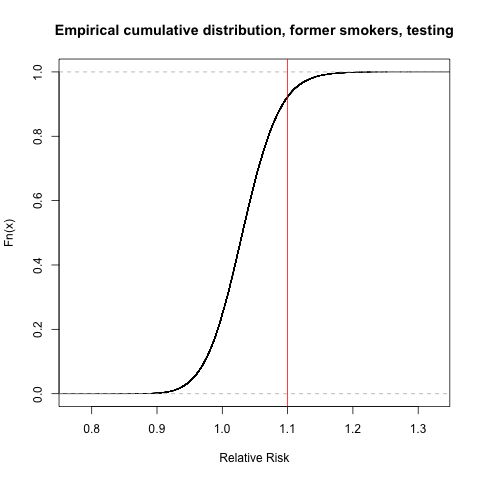 Empirical cumulative distribution, former smokers, testing
Fn(x)
1.0
0.8
0.6
0.4
0.2
0.0
0.8 0.9 1.0 1.1 1.2 1.3
Relative Risk